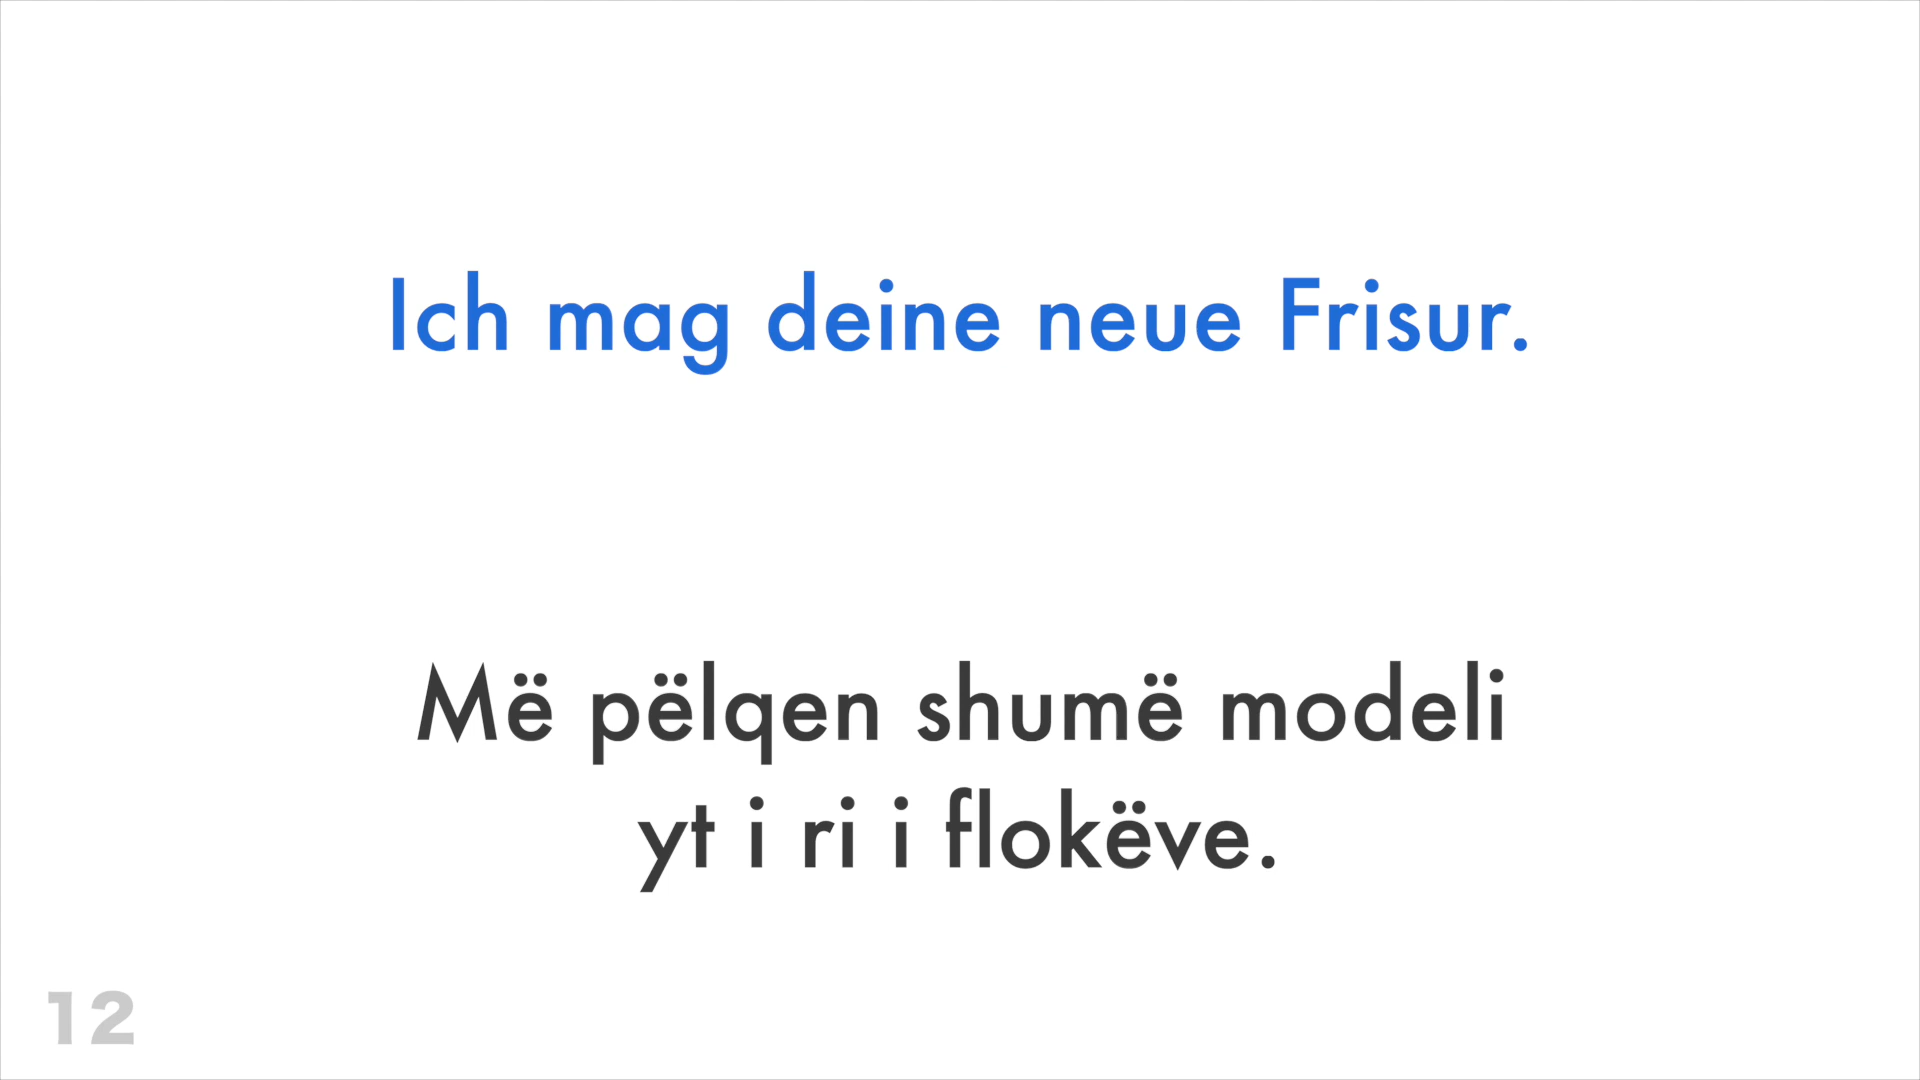 Ich mag deine neue Frisur.
Më pëlqen shumë modeli
yt i ri i flokëve.
12